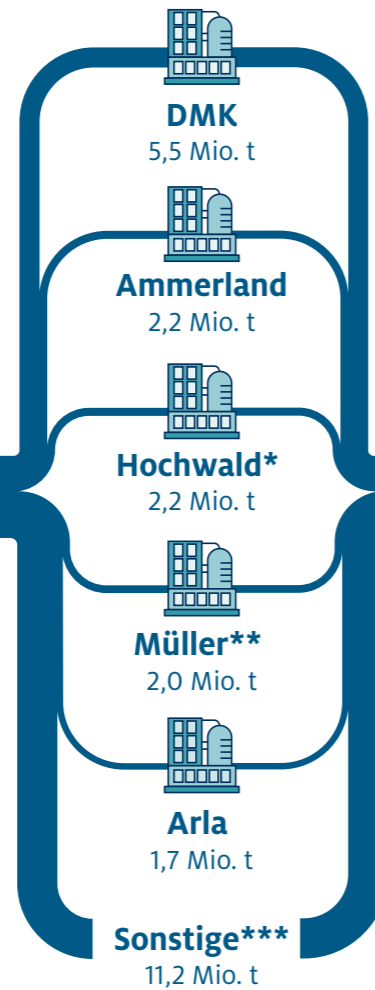 DMK
5,5 Mio. t
Ammerland
2,2 Mio. t
Hochwald*
2,2 Mio. t
Müller**
2,0 Mio. t
Arla
1,7 Mio. t
Sonstige***
11,2 Mio. t